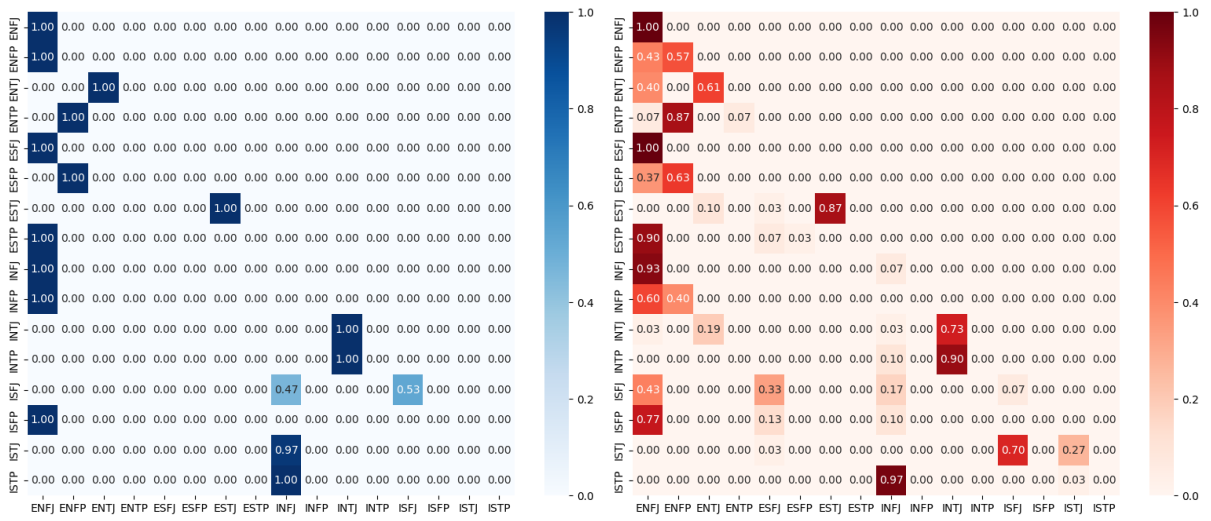 ENFJ 1.00 0.00 0.00 0.00 0.00 0.00 0.00 0.00 0.00 0.00 0.00 0.00 0.00 0.00 0.00 0.00
ENFP 1.00 0.00 0.00 0.00 0.00 0.00 0.00 0.00 0.00 0.00 0.00 0.00 0.00 0.00 0.00 0.00
ENTJ 0.00 0.00 1.00 0.00 0.00 0.00 0.00 0.00 0.00 0.00 0.00 0.00 0.00 0.00 0.00 0.00
ENTP 0.00 1.00 0.00 0.00 0.00 0.00 0.00 0.00 0.00 0.00 0.00 0.00 0.00 0.00 0.00 0.00
ESFJ 1.00 0.00 0.00 0.00 0.00 0.00 0.00 0.00 0.00 0.00 0.00 0.00 0.00 0.00 0.00 0.00
ESFP 0.00 1.00 0.00 0.00 0.00 0.00 0.00 0.00 0.00 0.00 0.00 0.00 0.00 0.00 0.00 0.00
ESTJ 0.00 0.00 0.00 0.00 0.00 0.00 1.00 0.00 0.00 0.00 0.00 0.00 0.00 0.00 0.00 0.00
ESTP 1.00 0.00 0.00 0.00 0.00 0.00 0.00 0.00 0.00 0.00 0.00 0.00 0.00 0.00 0.00 0.00
INFJ 1.00 0.00 0.00 0.00 0.00 0.00 0.00 0.00 0.00 0.00 0.00 0.00 0.00 0.00 0.00 0.00
INFP 1.00 0.00 0.00 0.00 0.00 0.00 0.00 0.00 0.00 0.00 0.00 0.00 0.00 0.00 0.00 0.00
INTJ 0.00 0.00 0.00 0.00 0.00 0.00 0.00 0.00 0.00 0.00 1.00 0.00 0.00 0.00 0.00 0.00
INTP 0.00 0.00 0.00 0.00 0.00 0.00 0.00 0.00 0.00 0.00 1.00 0.00 0.00 0.00 0.00 0.00
ISFJ 0.00 0.00 0.00 0.00 0.00 0.00 0.00 0.00 0.47 0.00 0.00 0.00 0.53 0.00 0.00 0.00
ISFP 1.00 0.00 0.00 0.00 0.00 0.00 0.00 0.00 0.00 0.00 0.00 0.00 0.00 0.00 0.00 0.00
ISTJ 0.00 0.00 0.00 0.00 0.00 0.00 0.00 0.00 0.97 0.00 0.00 0.00 0.00 0.00 0.00 0.00
ISTP 0.00 0.00 0.00 0.00 0.00 0.00 0.00 0.00 1.00 0.00 0.00 0.00 0.00 0.00 0.00 0.00
ENFJ ENFP ENTJ ENTP ESFJ ESFP ESTJ ESTP INFJ INFP INTJ INTP ISFJ ISFP ISTJ ISTP
1.0
0.8
0.6
0.4
0.2
0.0
ENFJ 1.00 0.00 0.00 0.00 0.00 0.00 0.00 0.00 0.00 0.00 0.00 0.00 0.00 0.00 0.00 0.00
ENFP 0.43 0.57 0.00 0.00 0.00 0.00 0.00 0.00 0.00 0.00 0.00 0.00 0.00 0.00 0.00 0.00
ENTJ 0.40 0.00 0.61 0.00 0.00 0.00 0.00 0.00 0.00 0.00 0.00 0.00 0.00 0.00 0.00 0.00
ENTP 0.07 0.87 0.00 0.07 0.00 0.00 0.00 0.00 0.00 0.00 0.00 0.00 0.00 0.00 0.00 0.00
ESFJ 1.00 0.00 0.00 0.00 0.00 0.00 0.00 0.00 0.00 0.00 0.00 0.00 0.00 0.00 0.00 0.00
ESFP 0.37 0.63 0.00 0.00 0.00 0.00 0.00 0.00 0.00 0.00 0.00 0.00 0.00 0.00 0.00 0.00
ESTJ 0.00 0.00 0.10 0.00 0.03 0.00 0.87 0.00 0.00 0.00 0.00 0.00 0.00 0.00 0.00 0.00
ESTP 0.90 0.00 0.00 0.00 0.07 0.03 0.00 0.00 0.00 0.00 0.00 0.00 0.00 0.00 0.00 0.00
INFJ 0.93 0.00 0.00 0.00 0.00 0.00 0.00 0.00 0.07 0.00 0.00 0.00 0.00 0.00 0.00 0.00
INFP 0.60 0.40 0.00 0.00 0.00 0.00 0.00 0.00 0.00 0.00 0.00 0.00 0.00 0.00 0.00 0.00
INTJ 0.03 0.00 0.19 0.00 0.00 0.00 0.00 0.00 0.03 0.00 0.73 0.00 0.00 0.00 0.00 0.00
INTP 0.00 0.00 0.00 0.00 0.00 0.00 0.00 0.00 0.10 0.00 0.90 0.00 0.00 0.00 0.00 0.00
ISFJ 0.43 0.00 0.00 0.00 0.33 0.00 0.00 0.00 0.17 0.00 0.00 0.00 0.07 0.00 0.00 0.00
ISFP 0.77 0.00 0.00 0.00 0.13 0.00 0.00 0.00 0.10 0.00 0.00 0.00 0.00 0.00 0.00 0.00
ISTJ 0.00 0.00 0.00 0.00 0.03 0.00 0.00 0.00 0.00 0.00 0.00 0.00 0.70 0.00 0.27 0.00
ISTP 0.00 0.00 0.00 0.00 0.00 0.00 0.00 0.00 0.97 0.00 0.00 0.00 0.00 0.00 0.03 0.00
ENFJ ENFP ENTJ ENTP ESFJ ESFP ESTJ ESTP INFJ INFP INTJ INTP ISFJ ISFP ISTJ ISTP
1.0
0.8
0.6
0.4
0.2
0.0